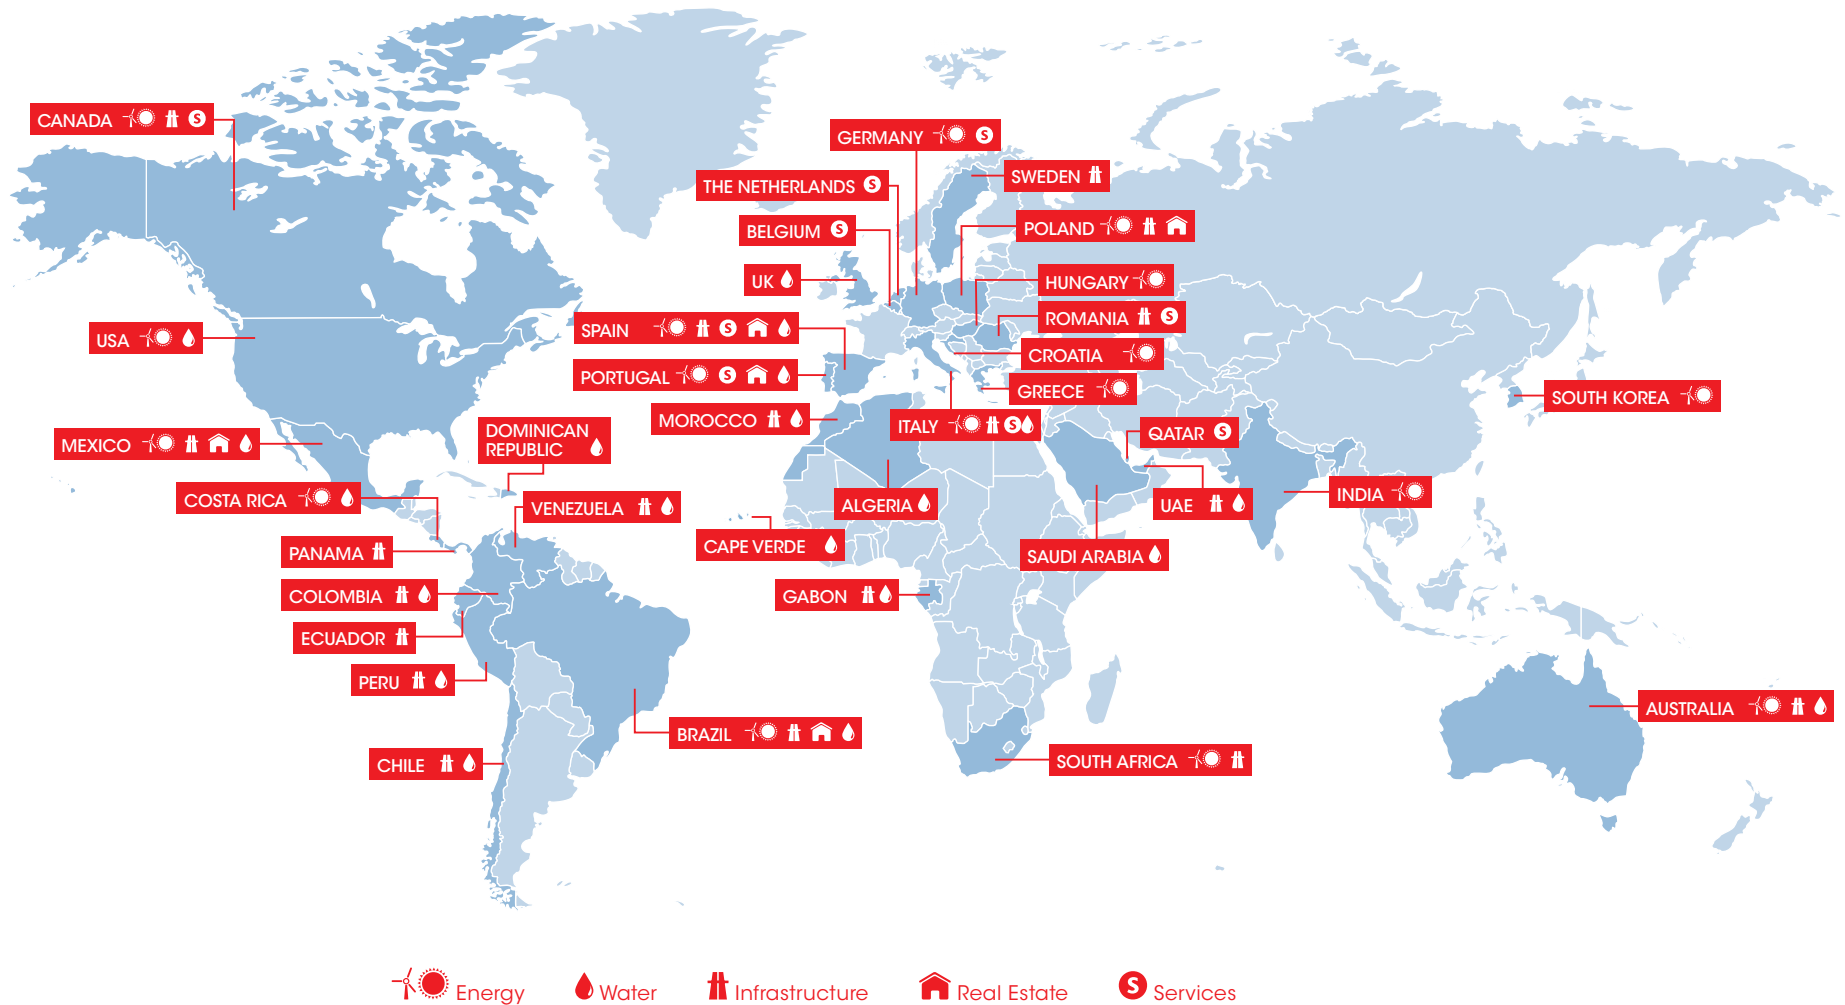 CANADA S
GERMANY S
SWEDEN
THE NETHERLANDS S
BELGIUM S
POLAND
UK
HUNGARY
ROMANIA S
USA
SPAIN S
CROATIA
PORTUGAL S
GREECE
SOUTH KOREA
MOROCCO
ITALY S
QATAR S
MEXICO
DOMINICAN
REPUBLIC
COSTA RICA
VENEZUELA
ALGERIA
UAE
INDIA
PANAMA
CAPE VERDE
SAUDI ARABIA
COLOMBIA
GABON
ECUADOR
PERU
BRAZIL
AUSTRALIA
CHILE
SOUTH AFRICA
Energy
Water
Infrastructure
Real Estate
S Services